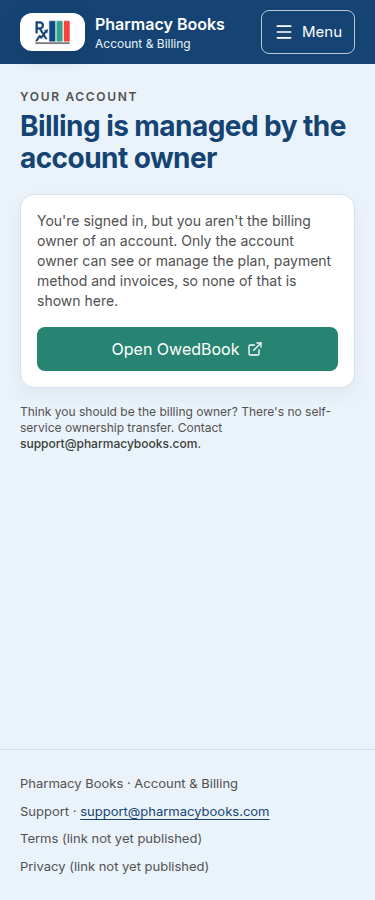 Rx
Pharmacy Books
Account & Billing
Menu
YOUR ACCOUNT
Billing is managed by the
account owner
You're signed in, but you aren't the billing
owner of an account. Only the account
owner can see or manage the plan, payment
method and invoices, so none of that is
shown here.
Open OwedBook
Think you should be the billing owner? There's no self-
service ownership transfer. Contact
support@pharmacybooks.com.
Pharmacy Books · Account & Billing
Support · support@pharmacybooks.com
Terms (link not yet published)
Privacy (link not yet published)